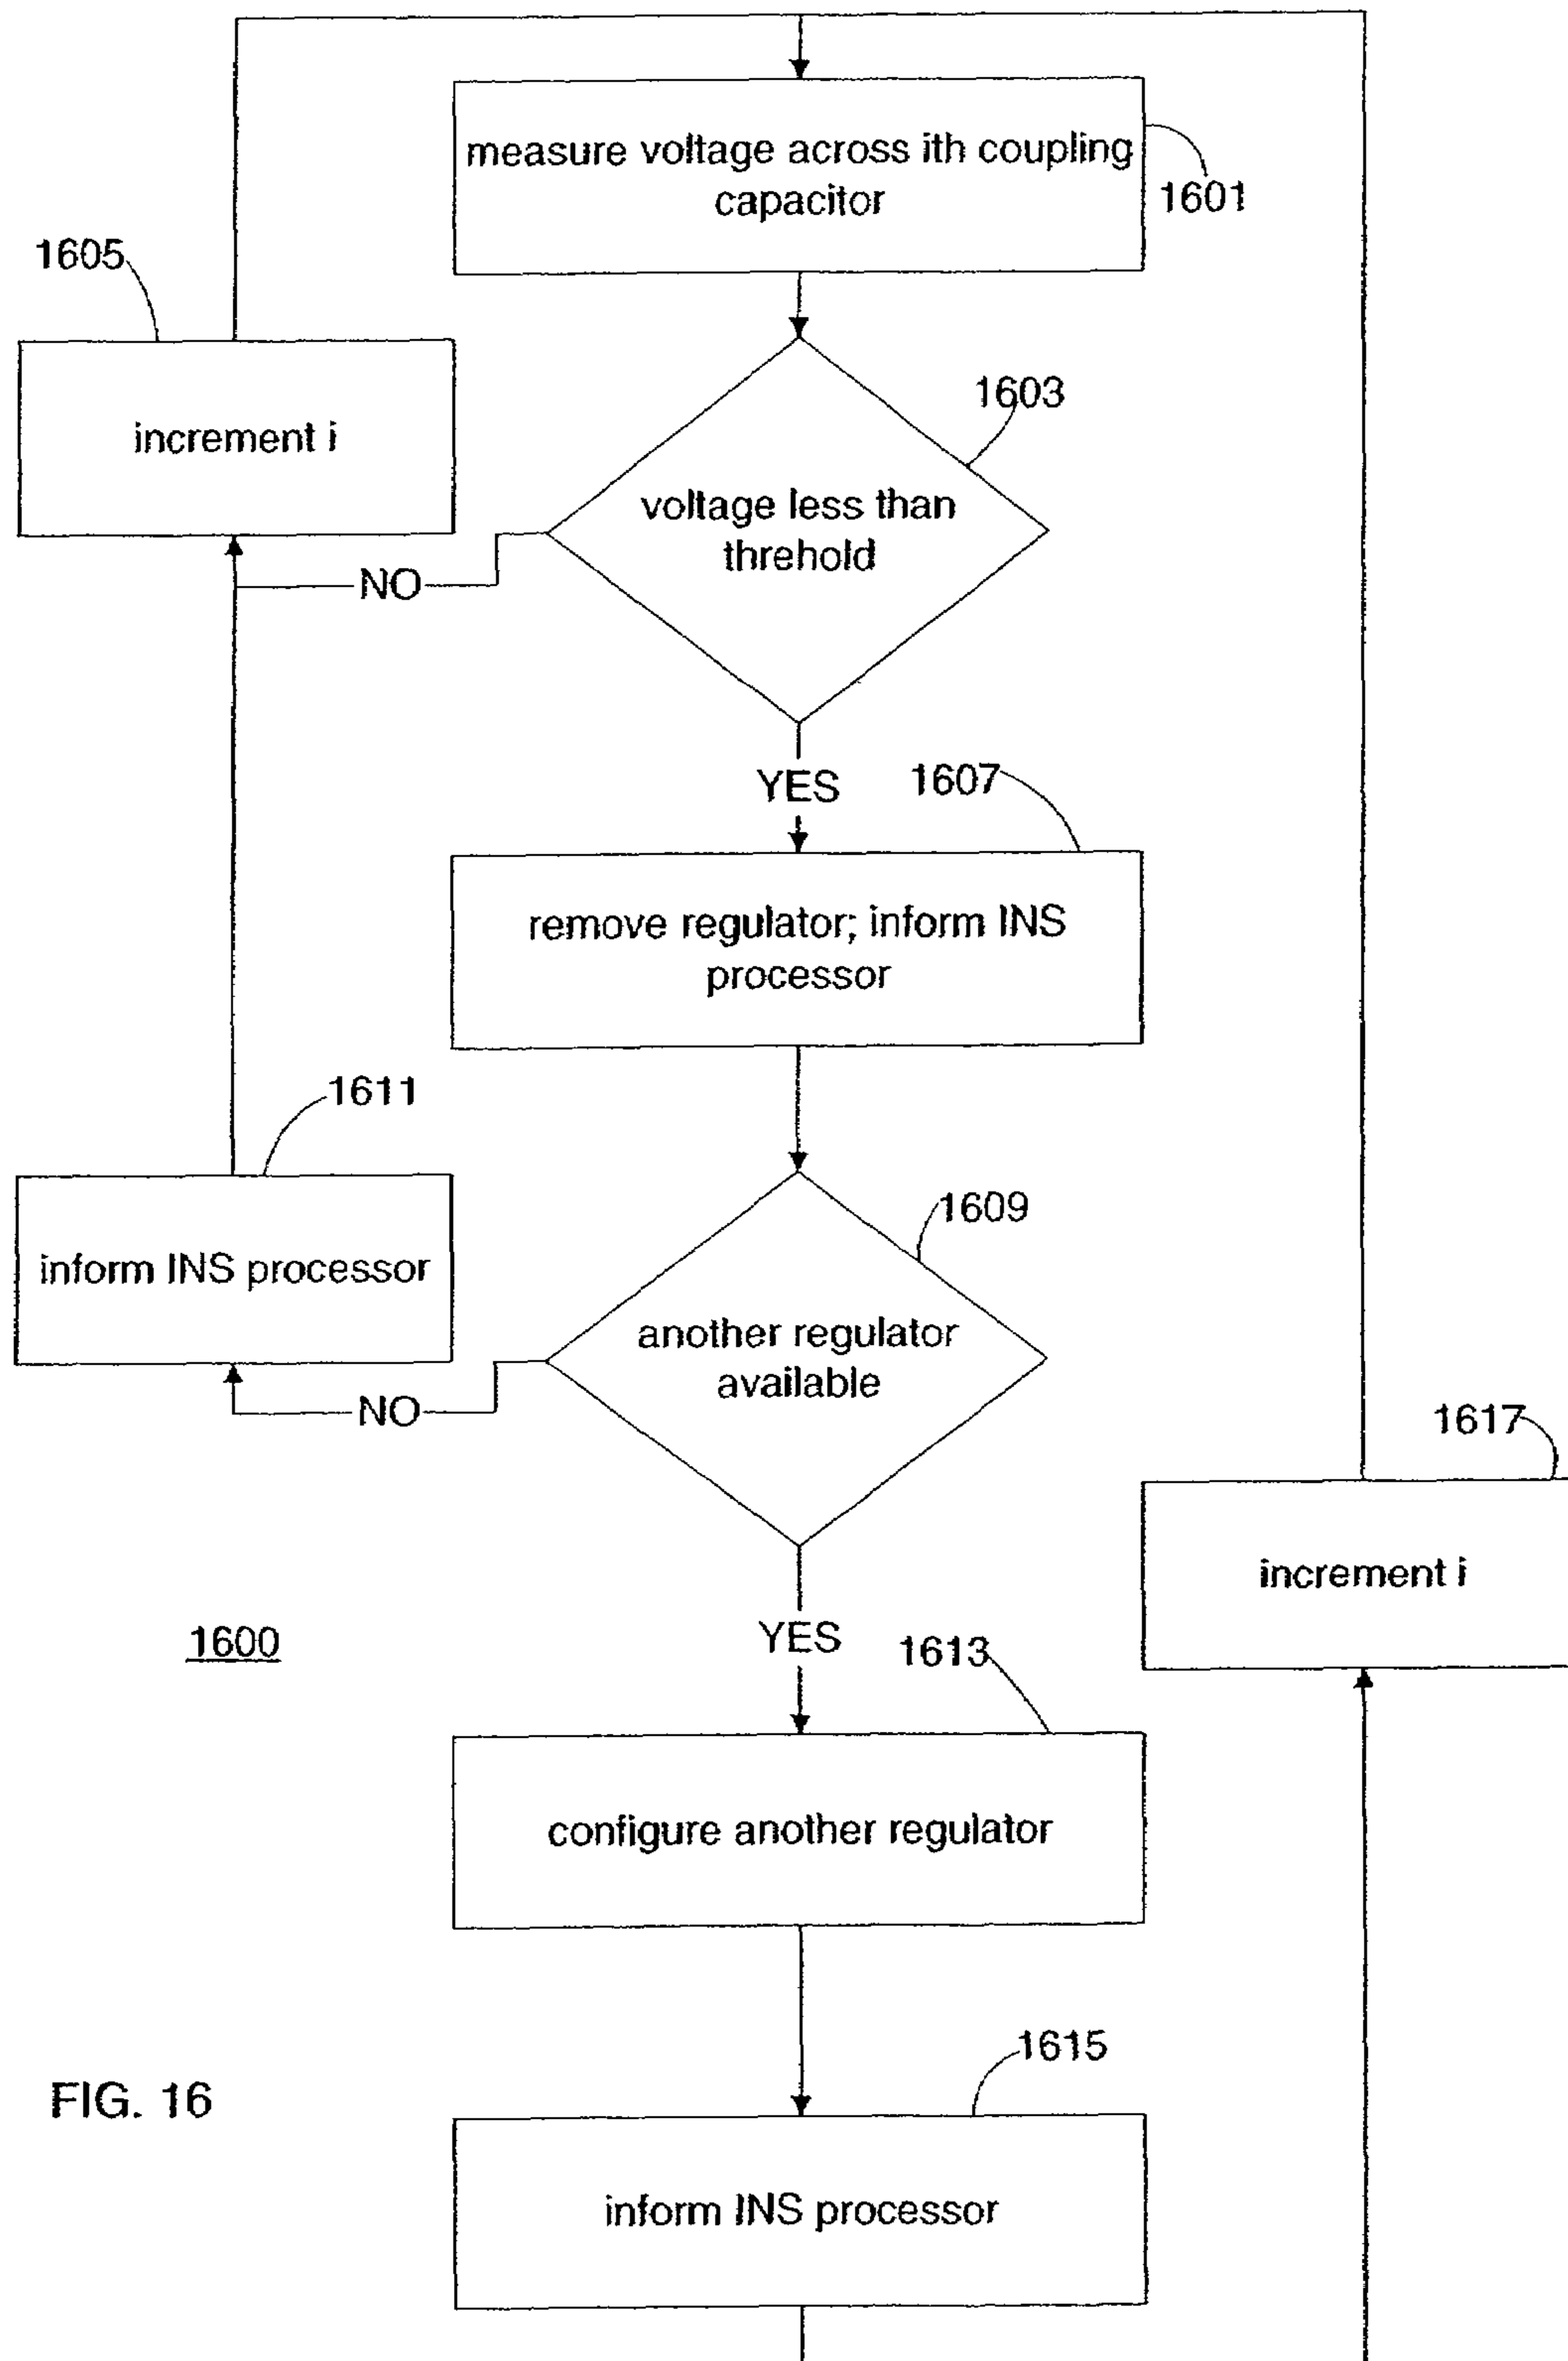 measure voltage across ith coupling
capacitor
1601
1605
increment i
1603
voltage less than
threhold
NO
YES
1607
remove regulator; inform INS
processor
1611
inform INS processor
1609
another regulator
available
NO
1617
increment i
YES
1600
1613
configure another regulator
1615
FIG. 16
inform INS processor